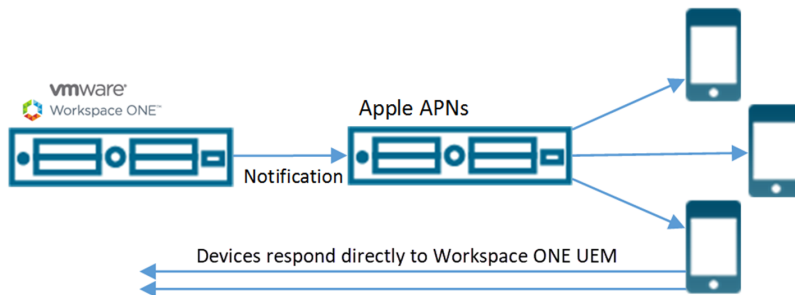 vmware®
Workspace ONE™
Apple APNs
Notification
Devices respond directly to Workspace ONE UEM